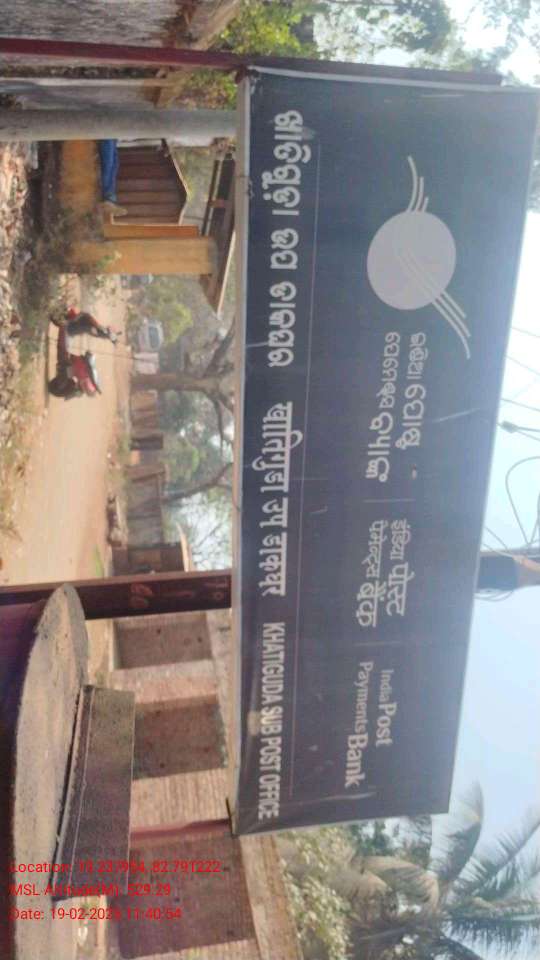 ଇଣ୍ଡିଆ ପୋଷ୍ଟ
ପେମେଣ୍ଟସ୍ ବ୍ୟାଙ୍କ
इंडिया पोस्ट
पेमेन्ट्स बैंक
India Post
Payments Bank
ଖାତିଗୁଡ଼ା ଉପ ଡାକଘର खातिगुडा उप डाकघर KHATIGUDA SUB POST OFFICE
Location: 19.237954, 82.791222
MSL Altitude(M): 529.29
Date: 19-02-2025 11:40:54